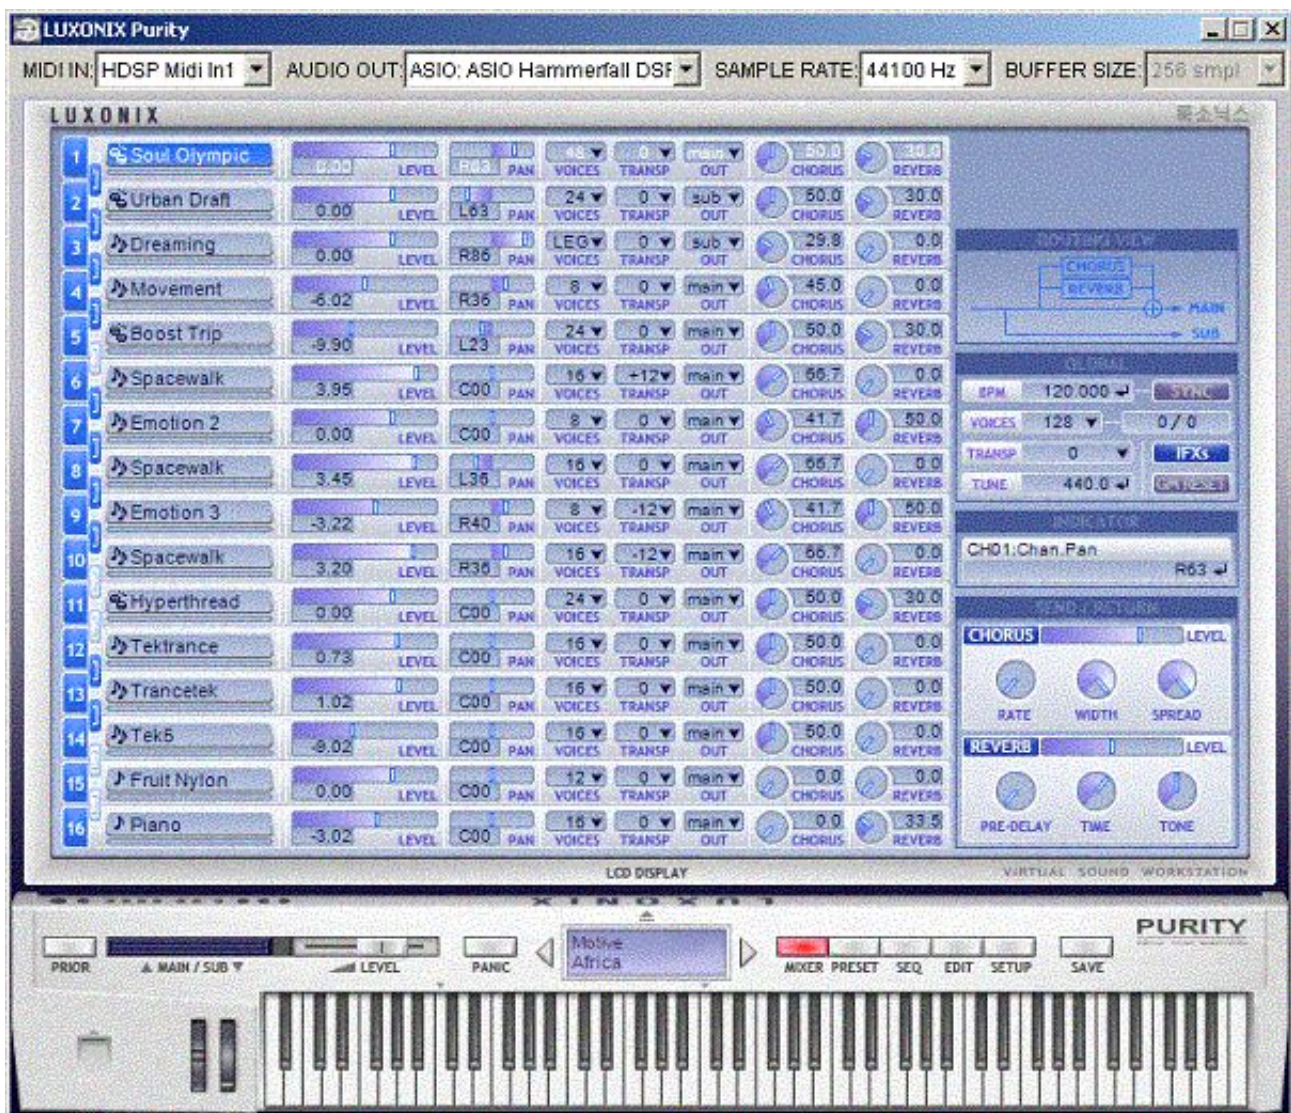 LUXONIX Purity
MIDI IN: HDSP Midi In1 AUDIO OUT: ASIO: ASIO Hammerfall DSF SAMPLE RATE: 44100 Hz BUFFER SIZE: 256 smpl
LUXONIX 룩소닉스
1 Soul Olympic 0.00 LEVEL R63 PAN 48 VOICES 0 TRANSP main OUT 50.0 CHORUS 30.0 REVERB
2 Urban Draft 0.00 LEVEL L63 PAN 24 VOICES 0 TRANSP sub OUT 50.0 CHORUS 30.0 REVERB
3 Dreaming 0.00 LEVEL R86 PAN LEG VOICES 0 TRANSP sub OUT 29.8 CHORUS 0.0 REVERB
4 Movement -6.02 LEVEL R36 PAN 8 VOICES 0 TRANSP main OUT 45.0 CHORUS 0.0 REVERB
5 Boost Trip -9.90 LEVEL L23 PAN 24 VOICES 0 TRANSP main OUT 50.0 CHORUS 30.0 REVERB
6 Spacewalk 3.95 LEVEL C00 PAN 16 VOICES +12 TRANSP main OUT 66.7 CHORUS 0.0 REVERB
7 Emotion 2 0.00 LEVEL C00 PAN 8 VOICES 0 TRANSP main OUT 41.7 CHORUS 50.0 REVERB
8 Spacewalk 3.45 LEVEL L36 PAN 16 VOICES 0 TRANSP main OUT 66.7 CHORUS 0.0 REVERB
9 Emotion 3 -3.22 LEVEL R40 PAN 8 VOICES -12 TRANSP main OUT 41.7 CHORUS 50.0 REVERB
10 Spacewalk 3.20 LEVEL R36 PAN 16 VOICES -12 TRANSP main OUT 66.7 CHORUS 0.0 REVERB
11 Hyperthread 0.00 LEVEL C00 PAN 24 VOICES 0 TRANSP main OUT 50.0 CHORUS 30.0 REVERB
12 Tektrance 0.73 LEVEL C00 PAN 16 VOICES 0 TRANSP main OUT 50.0 CHORUS 0.0 REVERB
13 Trancetek 1.02 LEVEL C00 PAN 16 VOICES 0 TRANSP main OUT 50.0 CHORUS 0.0 REVERB
14 Tek5 -9.02 LEVEL C00 PAN 16 VOICES 0 TRANSP main OUT 50.0 CHORUS 0.0 REVERB
15 Fruit Nylon 0.00 LEVEL C00 PAN 12 VOICES 0 TRANSP main OUT 0.0 CHORUS 0.0 REVERB
16 Piano -3.02 LEVEL C00 PAN 16 VOICES 0 TRANSP main OUT 0.0 CHORUS 33.5 REVERB
ROUTING VIEW
CHORUS
REVERB
MAIN
SUB
GLOBAL
BPM 120.000 SYNC
VOICES 128 0 / 0
TRANSP 0 IFXs
TUNE 440.0 GM RESET
INDICATOR
CH01:Chan.Pan
R63
SEND / RETURN
CHORUS LEVEL
RATE WIDTH SPREAD
REVERB LEVEL
PRE-DELAY TIME TONE
LCD DISPLAY VIRTUAL SOUND WORKSTATION
LUXONIX
PURITY
Motive
Africa
PRIOR MAIN / SUB LEVEL PANIC MIXER PRESET SEQ EDIT SETUP SAVE